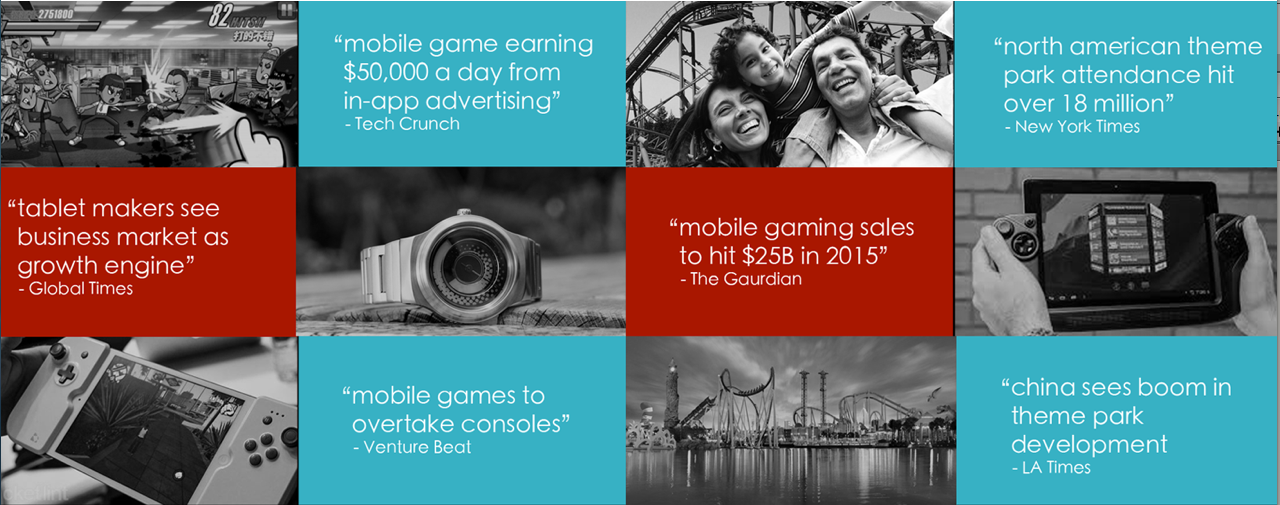 2751800
82 HITS!!
"mobile game earning
$50,000 a day from
in-app advertising"
- Tech Crunch
"north american theme
park attendance hit
over 18 million"
- New York Times
"tablet makers see
business market as
growth engine"
- Global Times
"mobile gaming sales
to hit $25B in 2015"
- The Gaurdian
"mobile games to
overtake consoles"
- Venture Beat
"china sees boom in
theme park
development
- LA Times